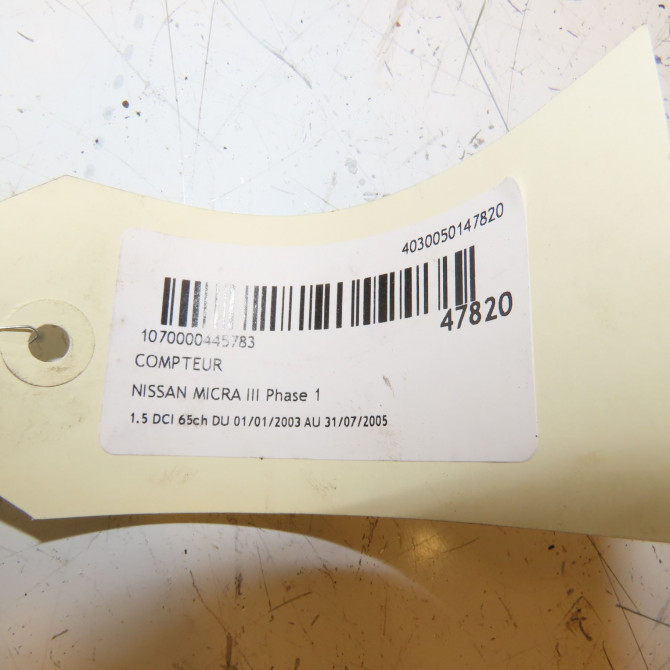 4030050147820
47820
1070000445783
COMPTEUR
NISSAN MICRA III Phase 1
1.5 DCI 65ch DU 01/01/2003 AU 31/07/2005